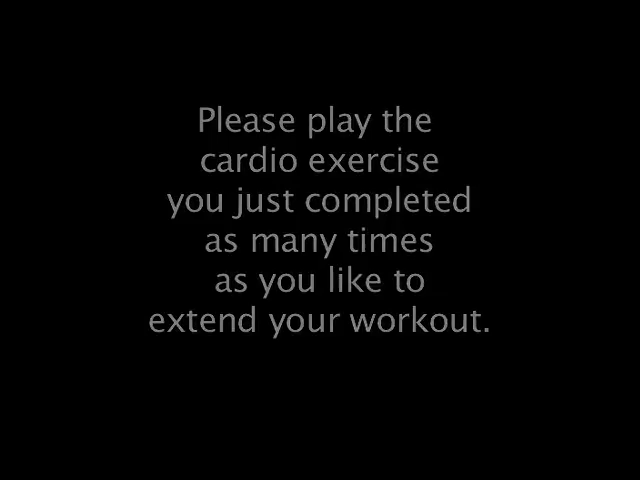 Please play the
cardio exercise
you just completed
as many times
as you like to
extend your workout.